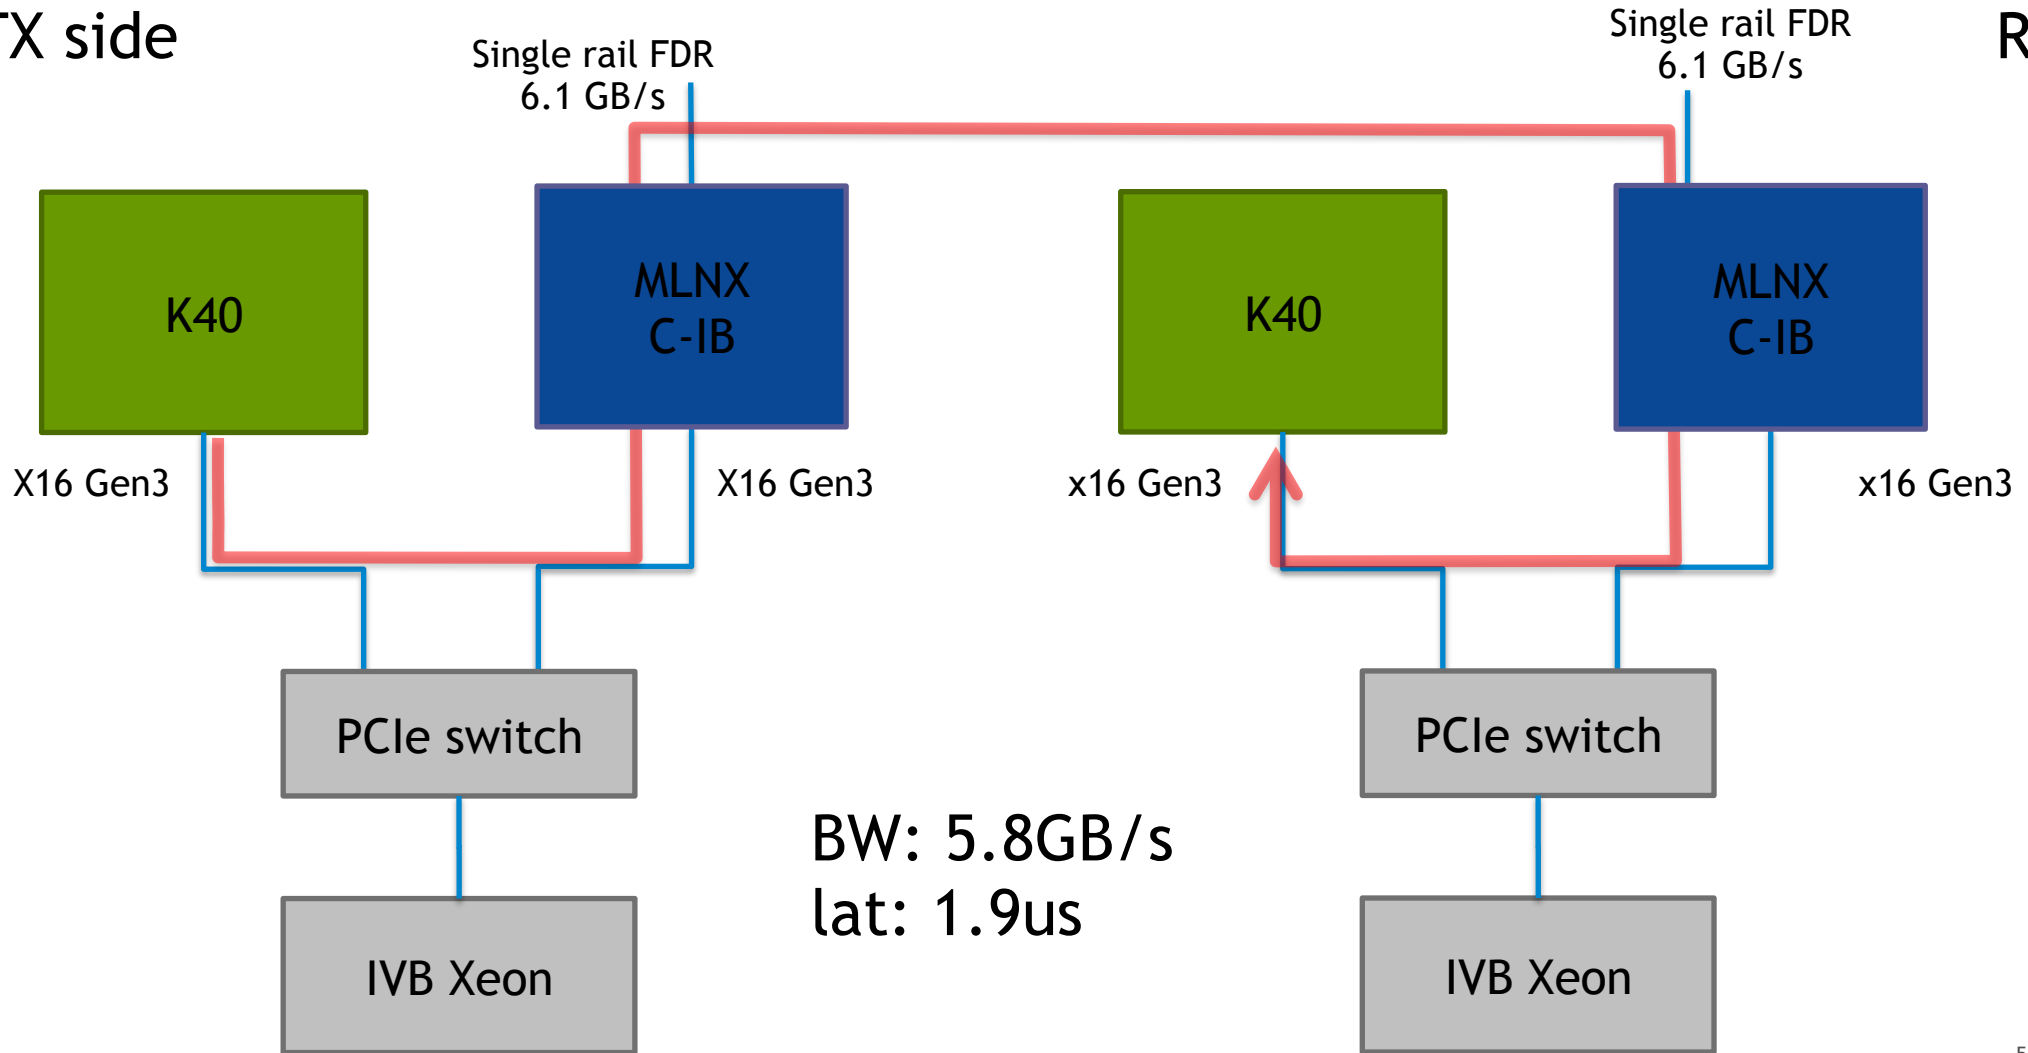 TX side
Single rail FDR
6.1 GB/s
Single rail FDR
6.1 GB/s
R
K40
MLNX
C-IB
K40
MLNX
C-IB
X16 Gen3
X16 Gen3
x16 Gen3
x16 Gen3
PCIe switch
PCIe switch
BW: 5.8GB/s
lat: 1.9us
IVB Xeon
IVB Xeon